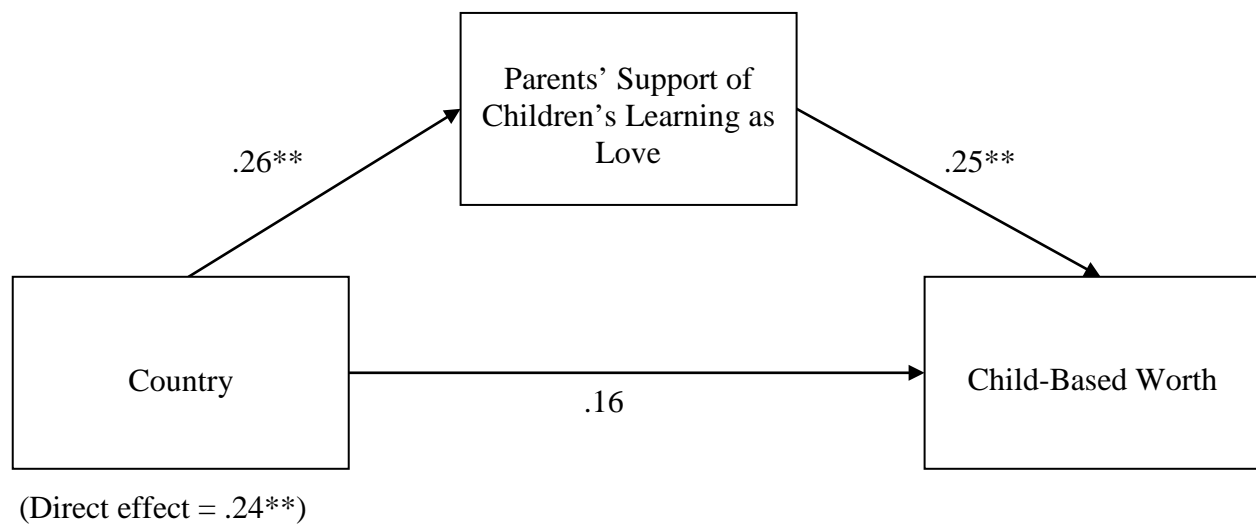 Parents’ Support of
Children’s Learning as
Love
.26**
.25**
Country
.16
Child-Based Worth
(Direct effect = .24**)